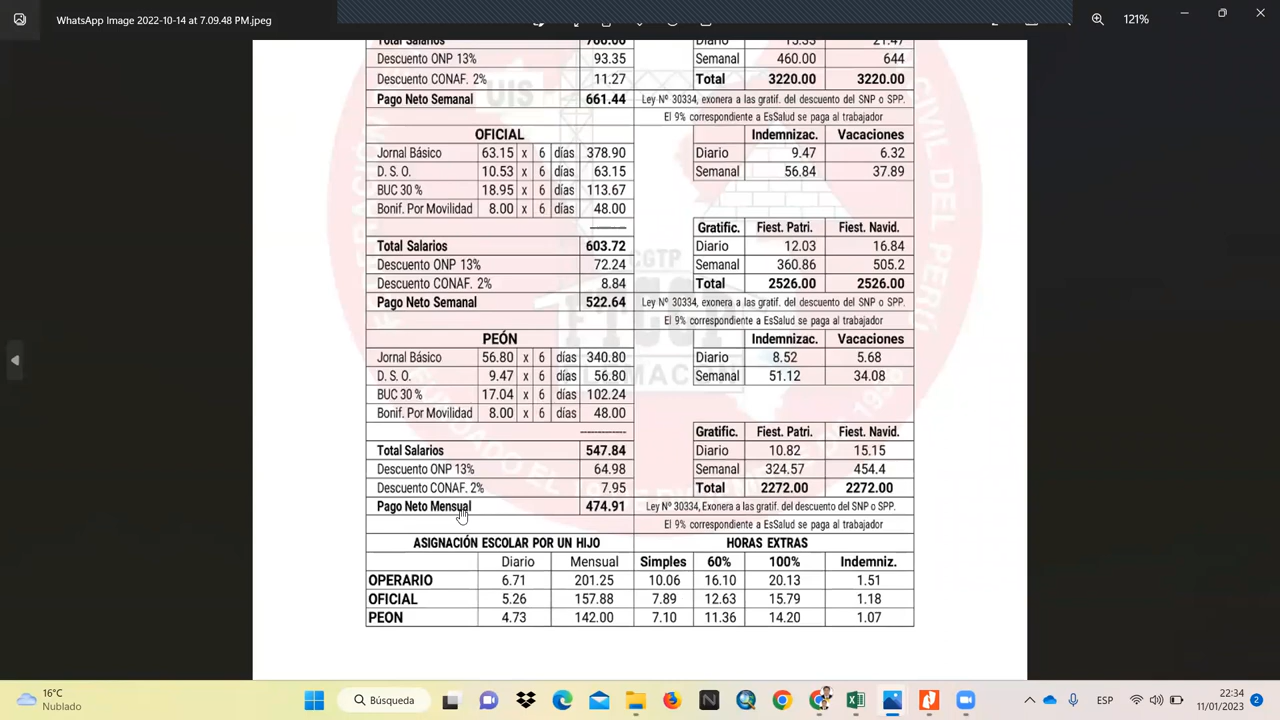 WhatsApp Image 2022-10-14 at 7.09.48 PM.jpeg
121%
Total Salarios 700.00 Diario 15.33 21.47
Descuento ONP 13% 93.35 Semanal 460.00 644
Descuento CONAF. 2% 11.27 Total 3220.00 3220.00
Pago Neto Semanal 661.44 Ley Nº 30334, exonera a las gratif. del descuento del SNP o SPP.
El 9% correspondiente a EsSalud se paga al trabajador
OFICIAL Indemnizac. Vacaciones
Jornal Básico 63.15 x 6 días 378.90 Diario 9.47 6.32
D. S. O. 10.53 x 6 días 63.15 Semanal 56.84 37.89
BUC 30 % 18.95 x 6 días 113.67
Bonif. Por Movilidad 8.00 x 6 días 48.00
---------- Gratific. Fiest. Patri. Fiest. Navid.
Total Salarios 603.72 Diario 12.03 16.84
Descuento ONP 13% 72.24 Semanal 360.86 505.2
Descuento CONAF. 2% 8.84 Total 2526.00 2526.00
Pago Neto Semanal 522.64 Ley Nº 30334, exonera a las gratif. del descuento del SNP o SPP.
El 9% correspondiente a EsSalud se paga al trabajador
PEÓN Indemnizac. Vacaciones
Jornal Básico 56.80 x 6 días 340.80 Diario 8.52 5.68
D. S. O. 9.47 x 6 días 56.80 Semanal 51.12 34.08
BUC 30 % 17.04 x 6 días 102.24
Bonif. Por Movilidad 8.00 x 6 días 48.00
------------ Gratific. Fiest. Patri. Fiest. Navid.
Total Salarios 547.84 Diario 10.82 15.15
Descuento ONP 13% 64.98 Semanal 324.57 454.4
Descuento CONAF. 2% 7.95 Total 2272.00 2272.00
Pago Neto Mensual 474.91 Ley Nº 30334, Exonera a las gratif. del descuento del SNP o SPP.
El 9% correspondiente a EsSalud se paga al trabajador
ASIGNACIÓN ESCOLAR POR UN HIJO HORAS EXTRAS
Diario Mensual Simples 60% 100% Indemniz.
OPERARIO 6.71 201.25 10.06 16.10 20.13 1.51
OFICIAL 5.26 157.88 7.89 12.63 15.79 1.18
PEON 4.73 142.00 7.10 11.36 14.20 1.07
CGTP
FTCCP
CIVIL DEL PERÚ
16°C
Nublado
Búsqueda
ESP
22:34
11/01/2023
2